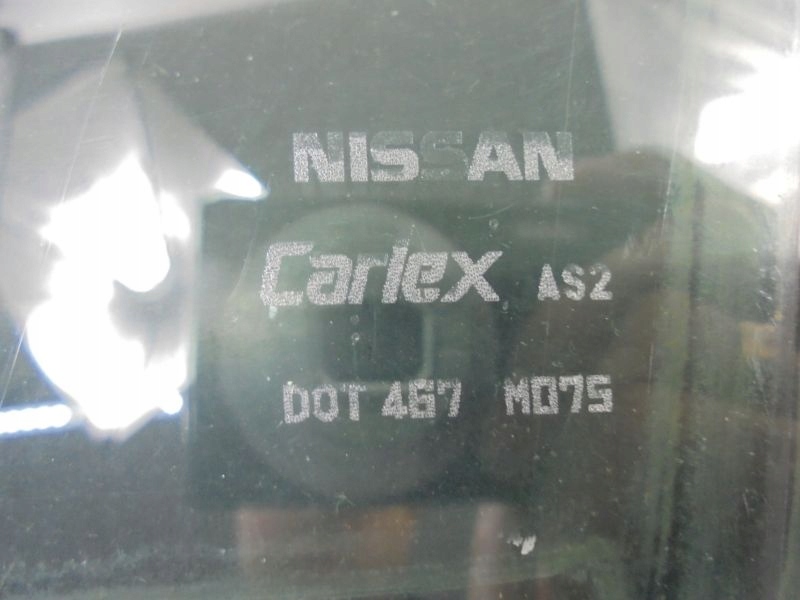 NISSAN
Carlex AS2
DOT 467 M075